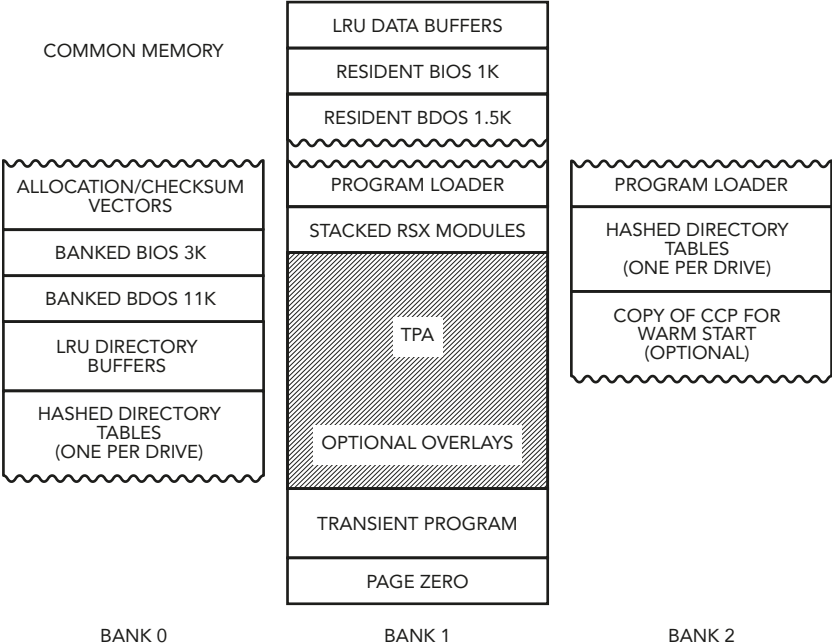 COMMON MEMORY
LRU DATA BUFFERS
RESIDENT BIOS 1K
RESIDENT BDOS 1.5K
ALLOCATION/CHECKSUM
VECTORS
BANKED BIOS 3K
BANKED BDOS 11K
LRU DIRECTORY
BUFFERS
HASHED DIRECTORY
TABLES
(ONE PER DRIVE)
BANK 0
PROGRAM LOADER
STACKED RSX MODULES
TPA
OPTIONAL OVERLAYS
TRANSIENT PROGRAM
PAGE ZERO
BANK 1
PROGRAM LOADER
HASHED DIRECTORY
TABLES
(ONE PER DRIVE)
COPY OF CCP FOR
WARM START
(OPTIONAL)
BANK 2